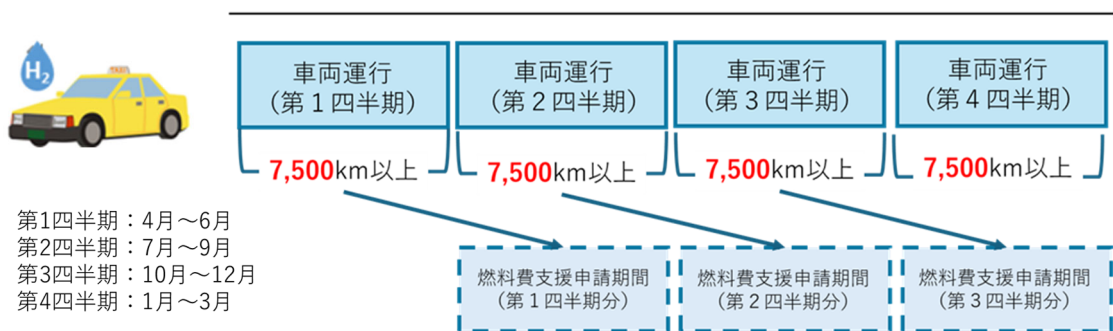 H₂
TAXI
車両運行
(第1四半期)
車両運行
(第2四半期)
車両運行
(第3四半期)
車両運行
(第4四半期)
7,500km以上
7,500km以上
7,500km以上
7,500km以上
第1四半期：4月～6月
第2四半期：7月～9月
第3四半期：10月～12月
第4四半期：1月～3月
燃料費支援申請期間
(第1四半期分)
燃料費支援申請期間
(第2四半期分)
燃料費支援申請期間
(第3四半期分)